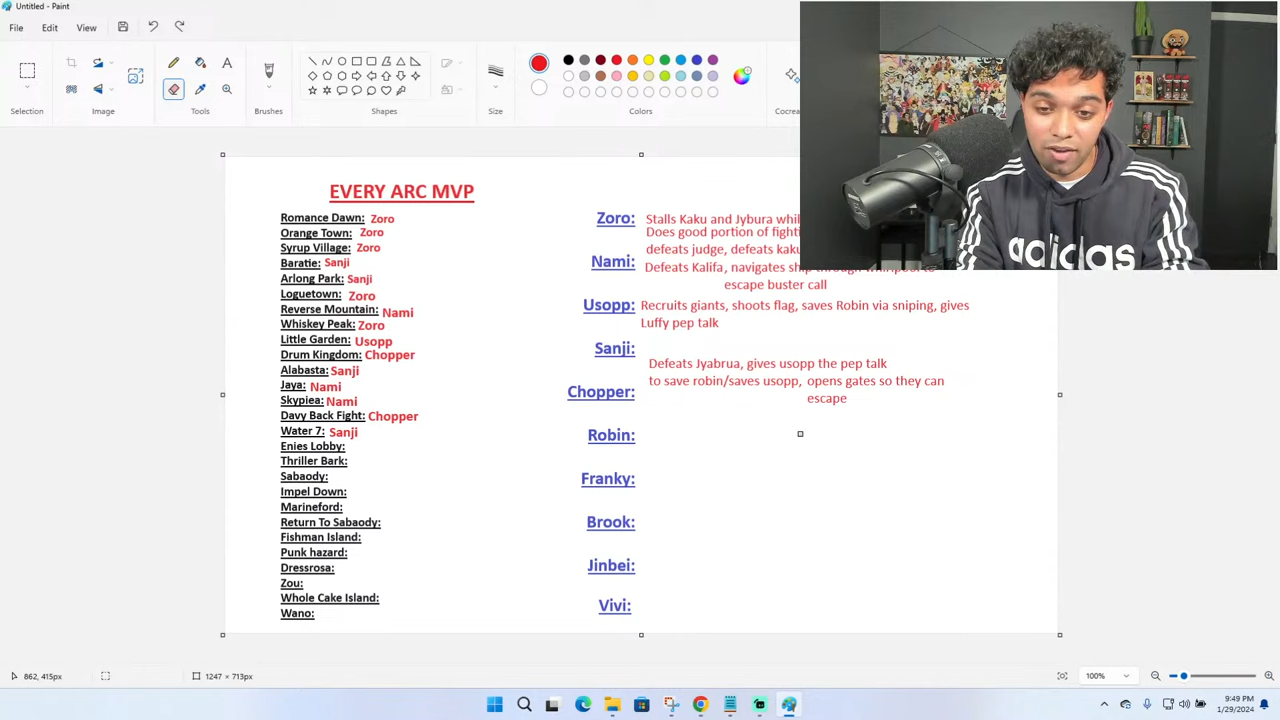 Untitled - Paint
File
Edit
View
Selection
Image
Tools
Brushes
Shapes
Size
Colors
EVERY ARC MVP
Romance Dawn: Zoro
Orange Town: Zoro
Syrup Village: Zoro
Baratie: Sanji
Arlong Park: Sanji
Loguetown: Zoro
Reverse Mountain: Nami
Whiskey Peak: Zoro
Little Garden: Usopp
Drum Kingdom: Chopper
Alabasta: Sanji
Jaya: Nami
Skypiea: Nami
Davy Back Fight: Chopper
Water 7: Sanji
Enies Lobby:
Thriller Bark:
Sabaody:
Impel Down:
Marineford:
Return To Sabaody:
Fishman Island:
Punk hazard:
Dressrosa:
Zou:
Whole Cake Island:
Wano:
Zoro: Stalls Kaku and Jybura
Does good portion of
defeats judge, defeats
Nami: Defeats Kalifa, navigates ship through whirlpool to
escape buster call
Usopp: Recruits giants, shoots flag, saves Robin via sniping, gives
Luffy pep talk
Sanji:
Defeats Jyabrua, gives usopp the pep talk
to save robin/saves usopp, opens gates so they can
escape
Chopper:
Robin:
Franky:
Brook:
Jinbei:
Vivi:
adidas
862, 415px
1247 × 713px
100%
9:49 PM
1/29/2024